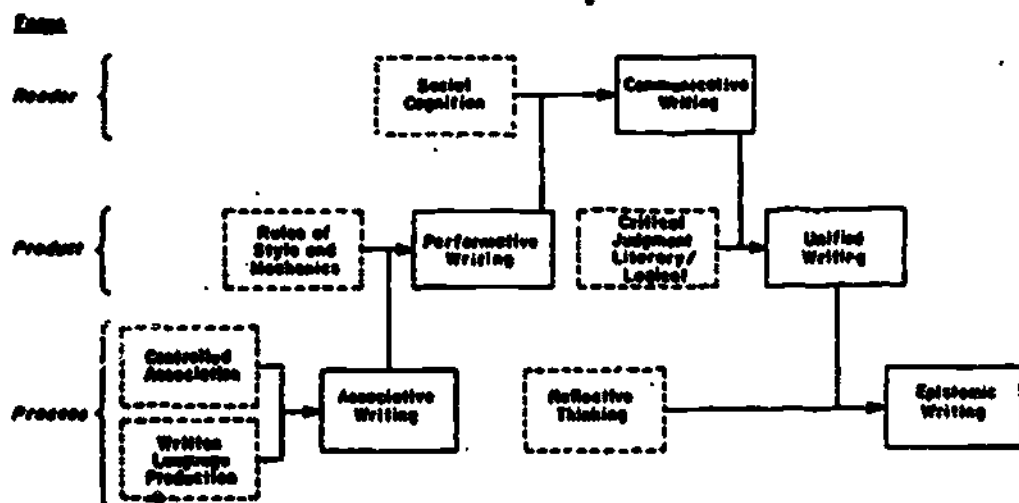 Focus
Reader
Social
Cognition
Communicative
Writing
Product
Rules of
Style and
Mechanics
Performative
Writing
Critical
Judgment
Literary/
Logical
Unified
Writing
Process
Controlled
Association
Written
Language
Production
Associative
Writing
Reflective
Thinking
Epistemic
Writing